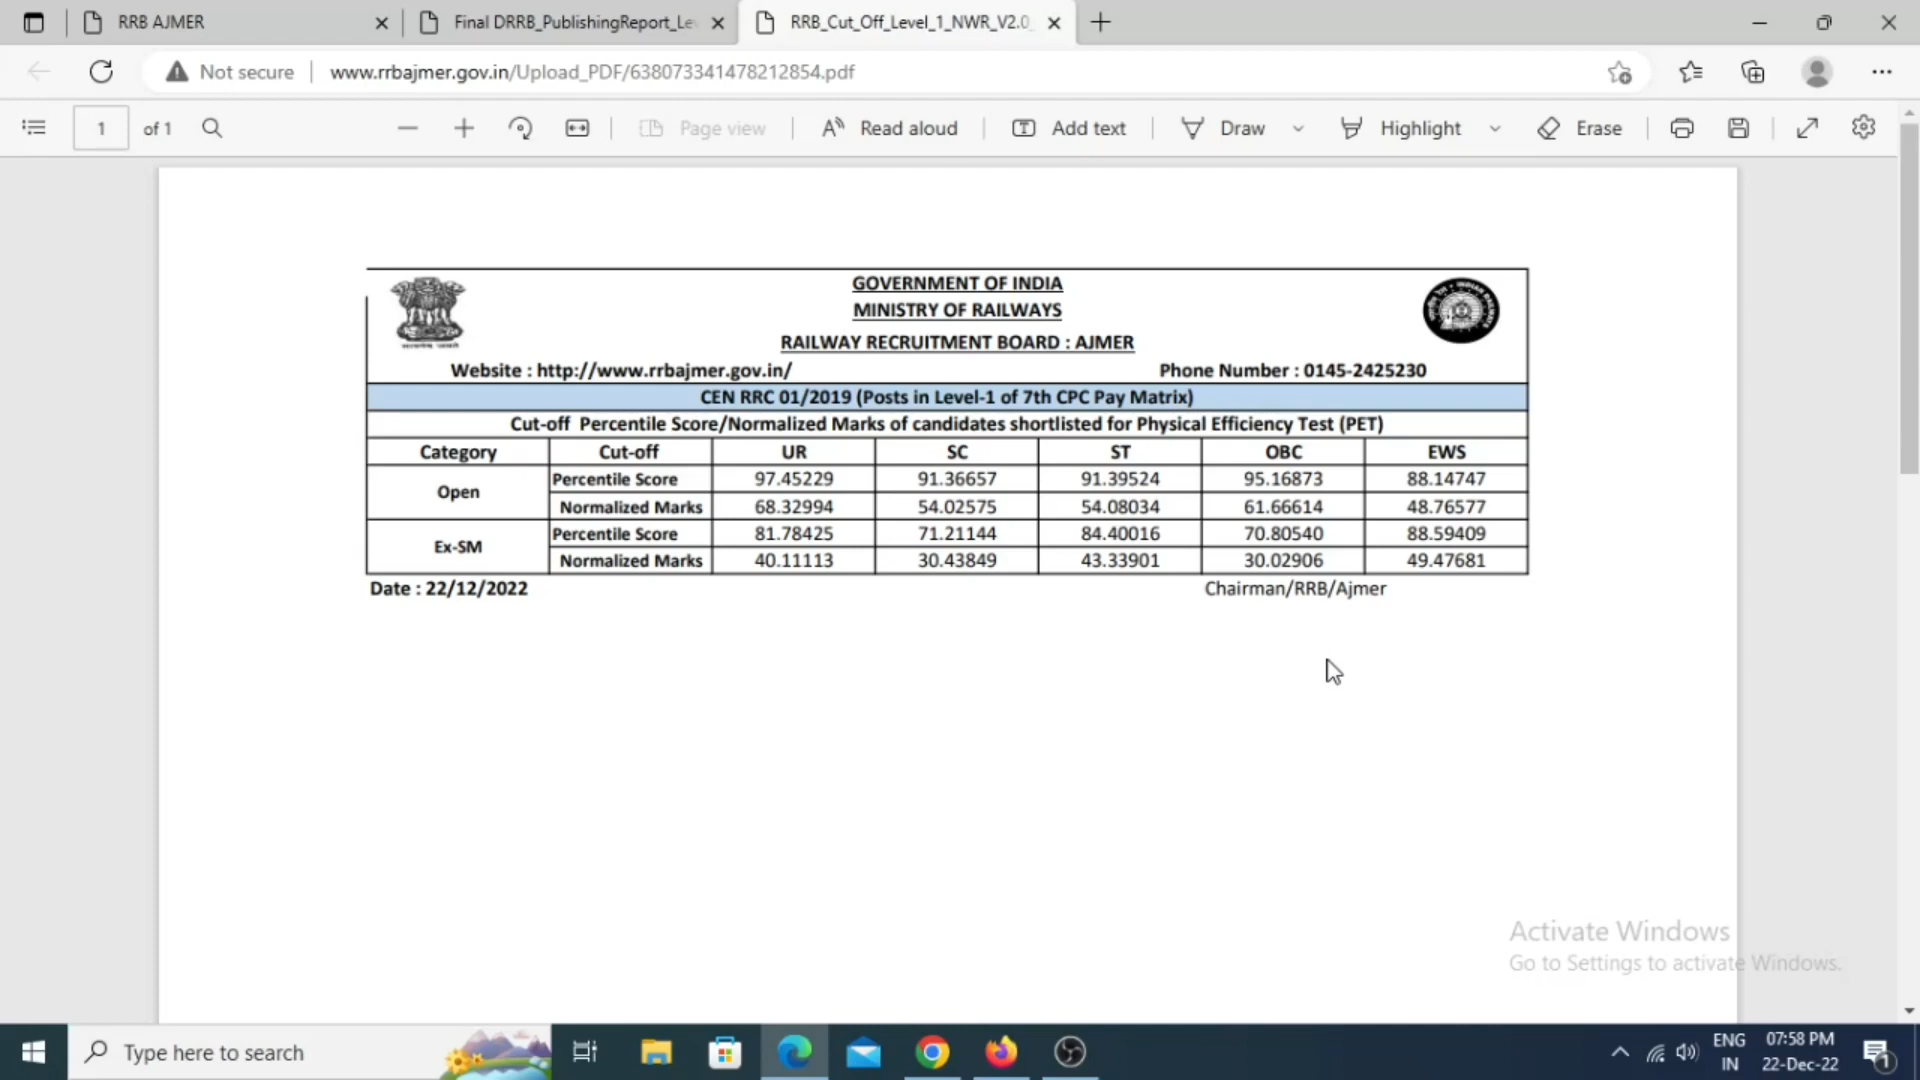 RRB AJMER
Final DRRB_PublishingReport_Le
RRB_Cut_Off_Level_1_NWR_V2.0_
Not secure www.rrbajmer.gov.in/Upload_PDF/638073341478212854.pdf
1 of 1 Page view Read aloud Add text Draw Highlight Erase
GOVERNMENT OF INDIA
MINISTRY OF RAILWAYS
RAILWAY RECRUITMENT BOARD : AJMER
Website : http://www.rrbajmer.gov.in/ Phone Number : 0145-2425230
CEN RRC 01/2019 (Posts in Level-1 of 7th CPC Pay Matrix)
Cut-off Percentile Score/Normalized Marks of candidates shortlisted for Physical Efficiency Test (PET)
Category Cut-off UR SC ST OBC EWS
Open
Percentile Score 97.45229 91.36657 91.39524 95.16873 88.14747
Normalized Marks 68.32994 54.02575 54.08034 61.66614 48.76577
Ex-SM
Percentile Score 81.78425 71.21144 84.40016 70.80540 88.59409
Normalized Marks 40.11113 30.43849 43.33901 30.02906 49.47681
Date : 22/12/2022 Chairman/RRB/Ajmer
Activate Windows
Go to Settings to activate Windows.
Type here to search
ENG
IN
07:58 PM
22-Dec-22
1